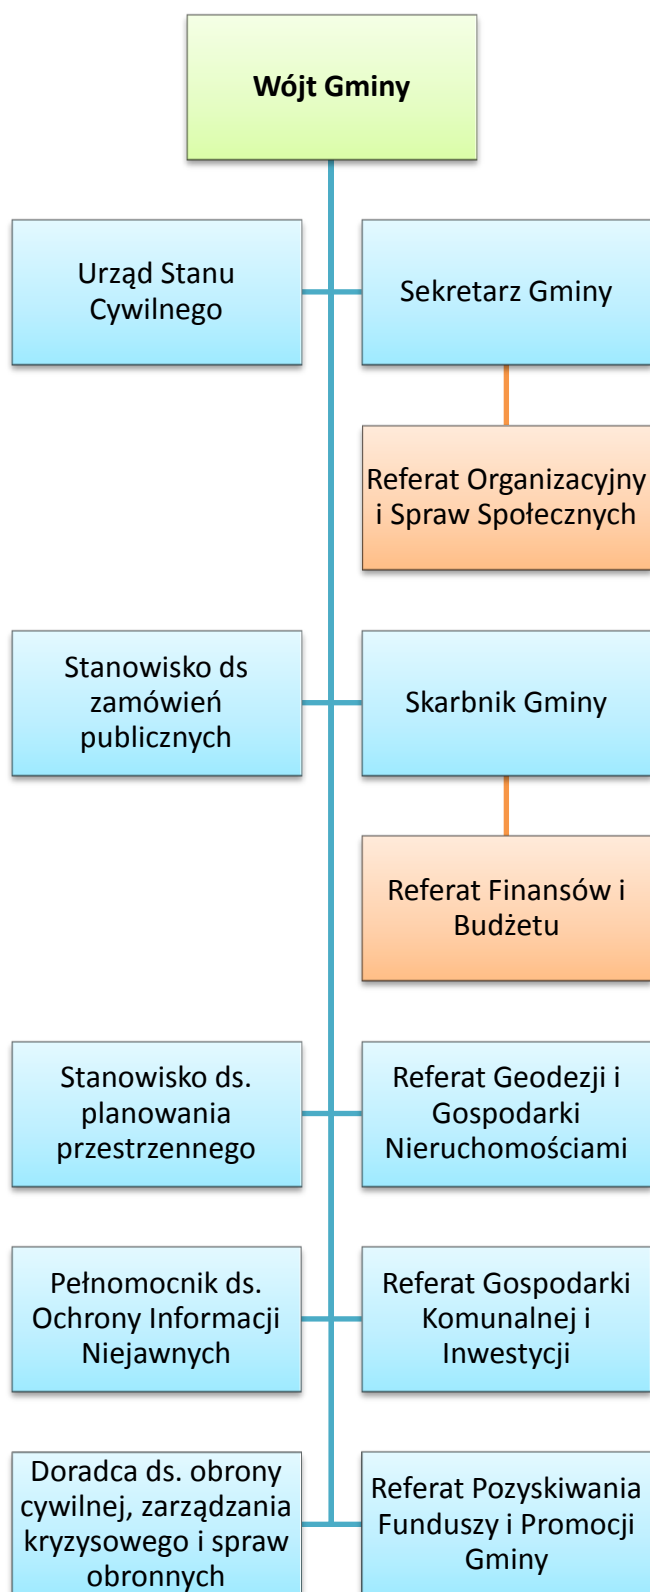 Wójt Gminy
Urząd Stanu
Cywilnego
Sekretarz Gminy
Referat Organizacyjny
i Spraw Społecznych
Stanowisko ds
zamówień
publicznych
Skarbnik Gminy
Referat Finansów i
Budżetu
Stanowisko ds.
planowania
przestrzennego
Referat Geodezji i
Gospodarki
Nieruchomościami
Pełnomocnik ds.
Ochrony Informacji
Niejawnych
Referat Gospodarki
Komunalnej i
Inwestycji
Doradca ds. obrony
cywilnej, zarządzania
kryzysowego i spraw
obronnych
Referat Pozyskiwania
Funduszy i Promocji
Gminy